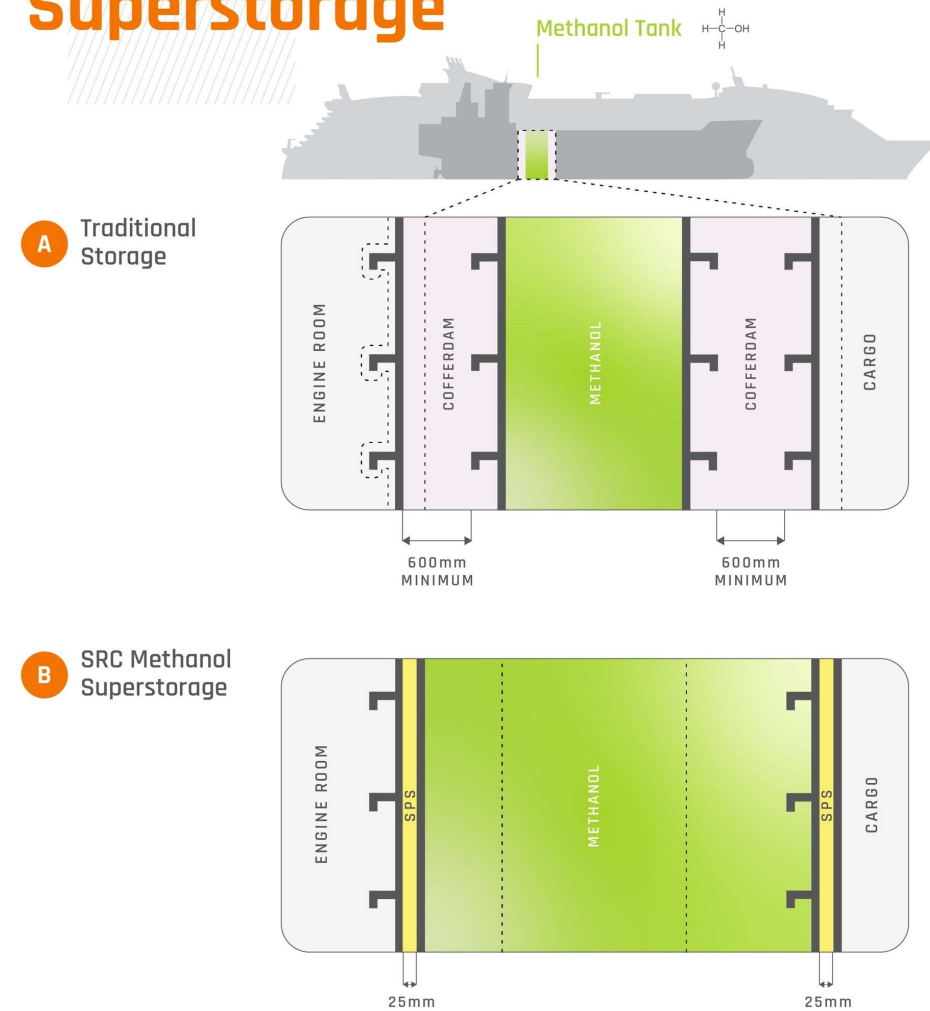 Superstorage
Methanol Tank
H
H-C-OH
H
A
Traditional
Storage
ENGINE ROOM
COFFERDAM
METHANOL
COFFERDAM
CARGO
600mm
MINIMUM
600mm
MINIMUM
B
SRC Methanol
Superstorage
ENGINE ROOM
SPS
METHANOL
SPS
CARGO
25mm
25mm